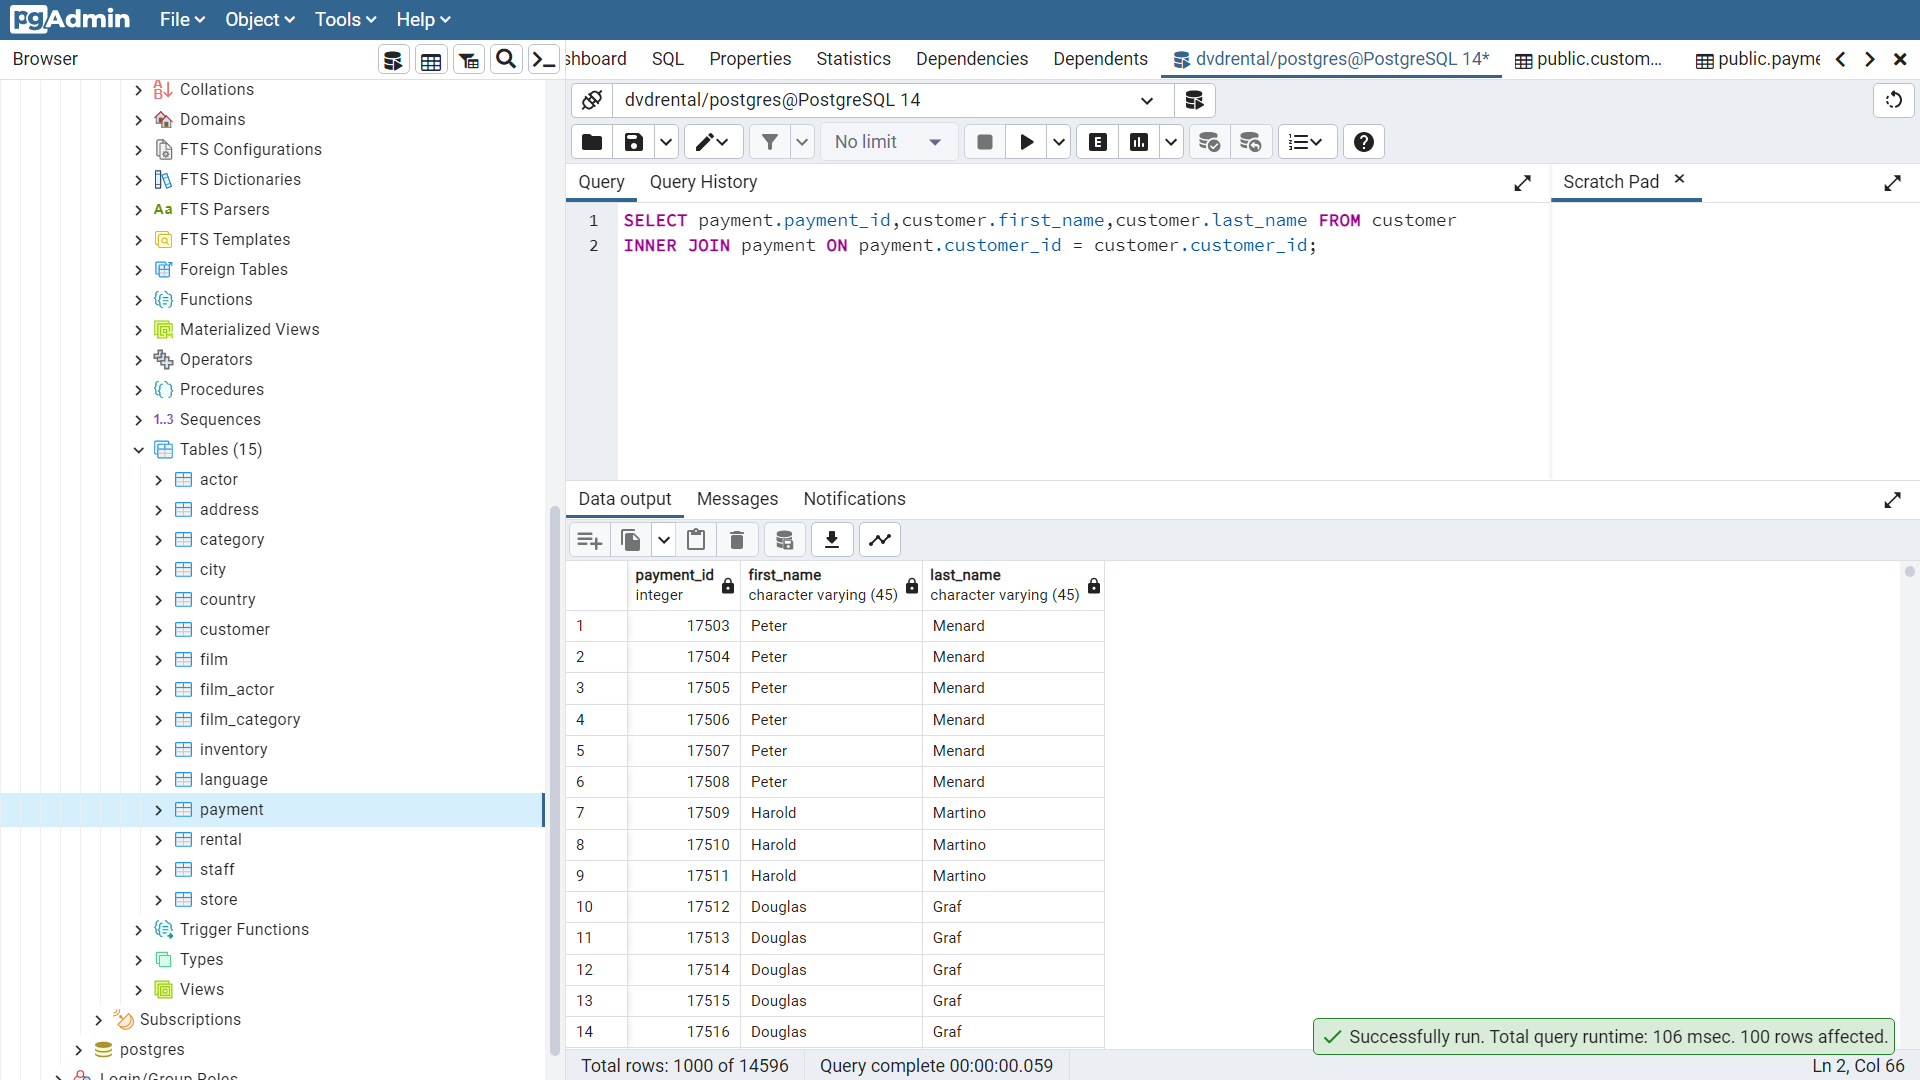 pgAdmin
File
Object
Tools
Help
Browser
shboard
SQL
Properties
Statistics
Dependencies
Dependents
dvdrental/postgres@PostgreSQL 14*
public.custom...
public.payme
dvdrental/postgres@PostgreSQL 14
No limit
E
Query
Query History
Scratch Pad
1 SELECT payment.payment_id,customer.first_name,customer.last_name FROM customer
2 INNER JOIN payment ON payment.customer_id = customer.customer_id;
Collations
Domains
FTS Configurations
FTS Dictionaries
Aa FTS Parsers
FTS Templates
Foreign Tables
Functions
Materialized Views
Operators
Procedures
1..3 Sequences
Tables (15)
actor
address
category
city
country
customer
film
film_actor
film_category
inventory
language
payment
rental
staff
store
Trigger Functions
Types
Views
Subscriptions
postgres
Login/Group Roles
Data output
Messages
Notifications
payment_id integer
first_name character varying (45)
last_name character varying (45)
1 17503 Peter Menard
2 17504 Peter Menard
3 17505 Peter Menard
4 17506 Peter Menard
5 17507 Peter Menard
6 17508 Peter Menard
7 17509 Harold Martino
8 17510 Harold Martino
9 17511 Harold Martino
10 17512 Douglas Graf
11 17513 Douglas Graf
12 17514 Douglas Graf
13 17515 Douglas Graf
14 17516 Douglas Graf
Successfully run. Total query runtime: 106 msec. 100 rows affected.
Total rows: 1000 of 14596
Query complete 00:00:00.059
Ln 2, Col 66